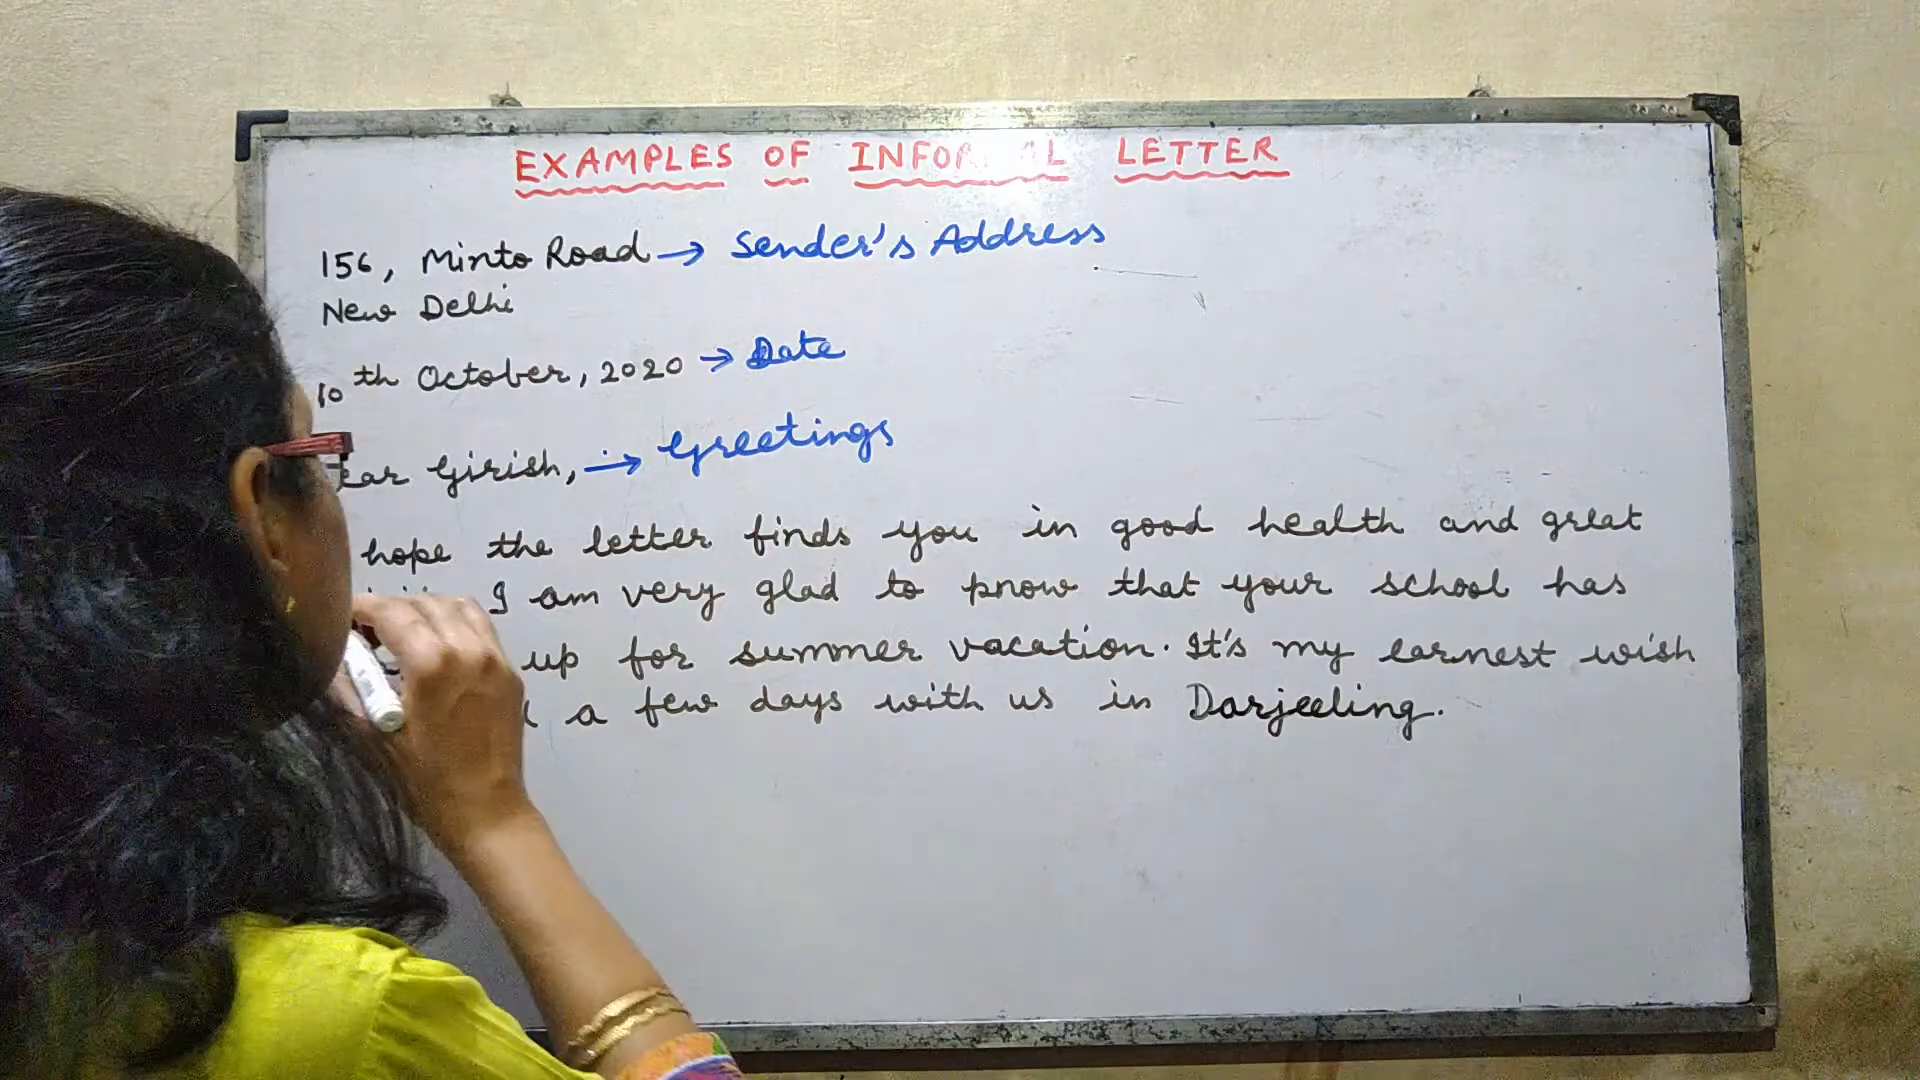 EXAMPLES OF INFORMAL LETTER
156, Minto Road → Sender's Address
New Delhi
10th October, 2020 → Date
ear Girish, → Greetings
hope the letter finds you in good health and great
I am very glad to know that your school has
up for summer vacation. It's my earnest wish
a few days with us in Darjeeling.